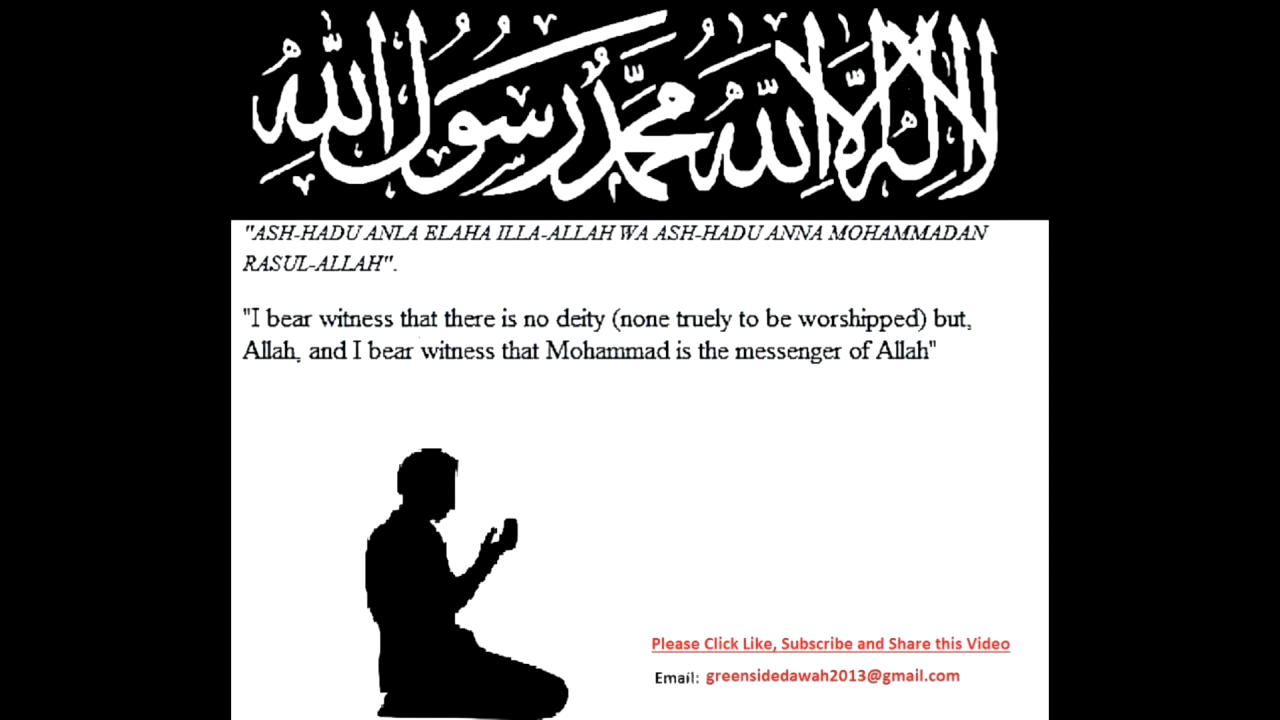 لا إله إلا الله محمد رسول الله
"ASH-HADU ANLA ELAHA ILLA-ALLAH WA ASH-HADU ANNA MOHAMMADAN
RASUL-ALLAH".
"I bear witness that there is no deity (none truely to be worshipped) but,
Allah, and I bear witness that Mohammad is the messenger of Allah"
Please Click Like, Subscribe and Share this Video
Email: greensidedawah2013@gmail.com